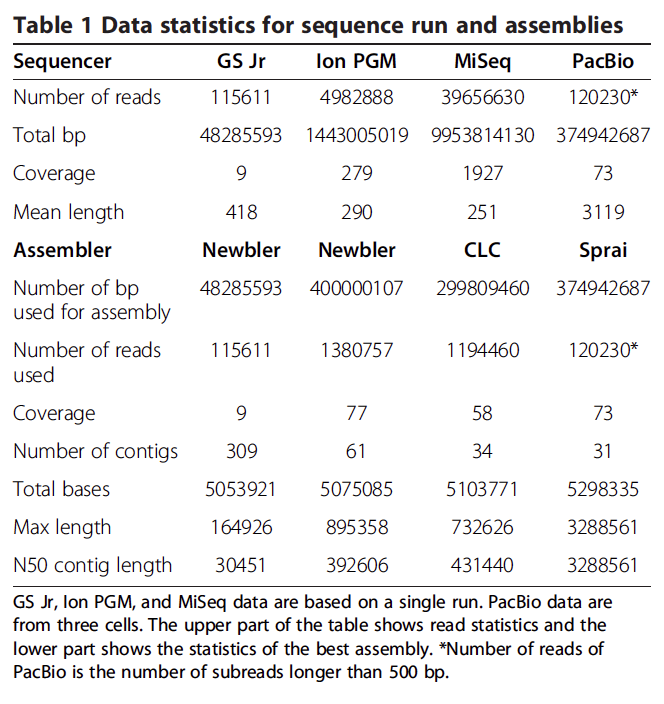 Table 1 Data statistics for sequence run and assemblies
Sequencer GS Jr Ion PGM MiSeq PacBio
Number of reads 115611 4982888 39656630 120230*
Total bp 48285593 1443005019 9953814130 374942687
Coverage 9 279 1927 73
Mean length 418 290 251 3119
Assembler Newbler Newbler CLC Sprai
Number of bp 48285593 400000107 299809460 374942687
used for assembly
Number of reads 115611 1380757 1194460 120230*
used
Coverage 9 77 58 73
Number of contigs 309 61 34 31
Total bases 5053921 5075085 5103771 5298335
Max length 164926 895358 732626 3288561
N50 contig length 30451 392606 431440 3288561
GS Jr, Ion PGM, and MiSeq data are based on a single run. PacBio data are
from three cells. The upper part of the table shows read statistics and the
lower part shows the statistics of the best assembly. *Number of reads of
PacBio is the number of subreads longer than 500 bp.